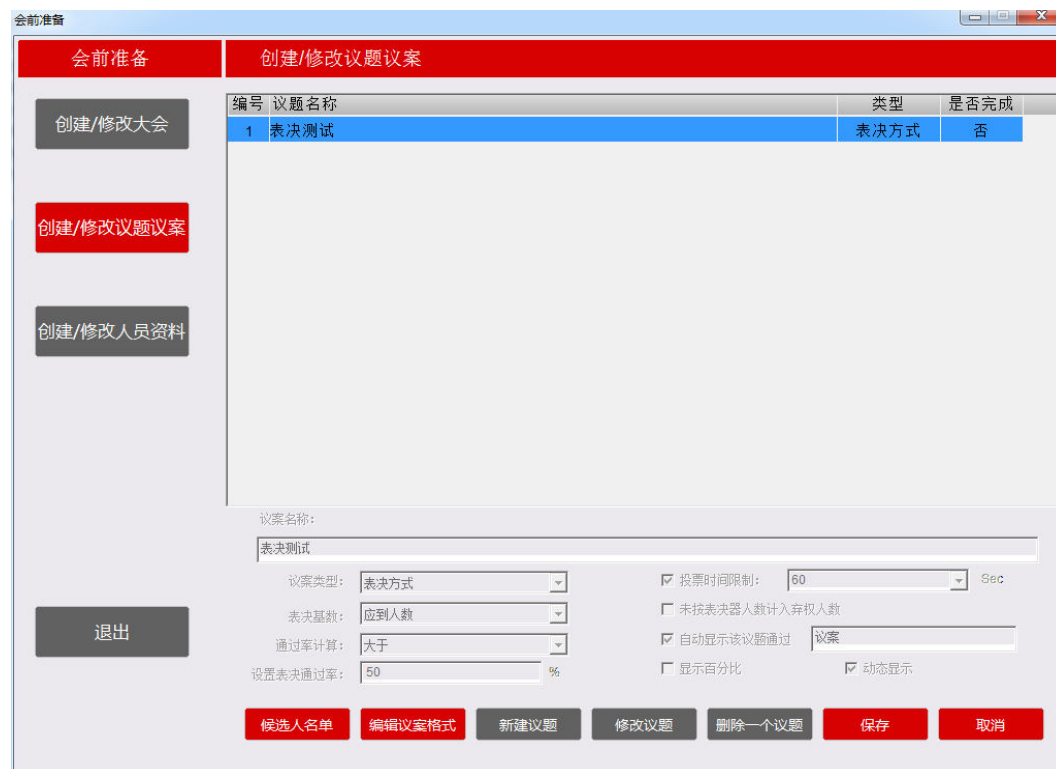 会前准备
会前准备
创建/修改议题议案
创建/修改大会
创建/修改议题议案
创建/修改人员资料
退出
编号 议题名称 类型 是否完成
1 表决测试 表决方式 否
议案名称:
表决测试
议案类型: 表决方式
投票时间限制: 60 Sec
表决基数: 应到人数
未按表决器人数计入弃权人数
通过率计算: 大于
自动显示该议题通过 议案
设置表决通过率: 50 %
显示百分比 动态显示
候选人名单 编辑议案格式 新建议题 修改议题 删除一个议题 保存 取消